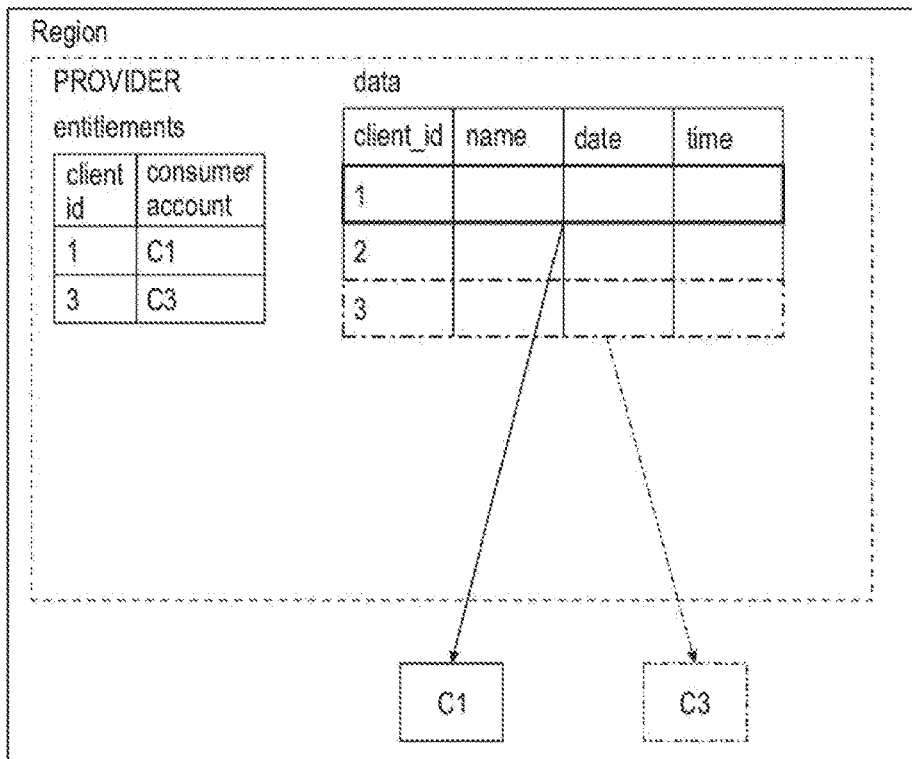 Region
PROVIDER
entitlements
client id consumer account
1 C1
3 C3
data
client_id name date time
1
2
3
C1
C3